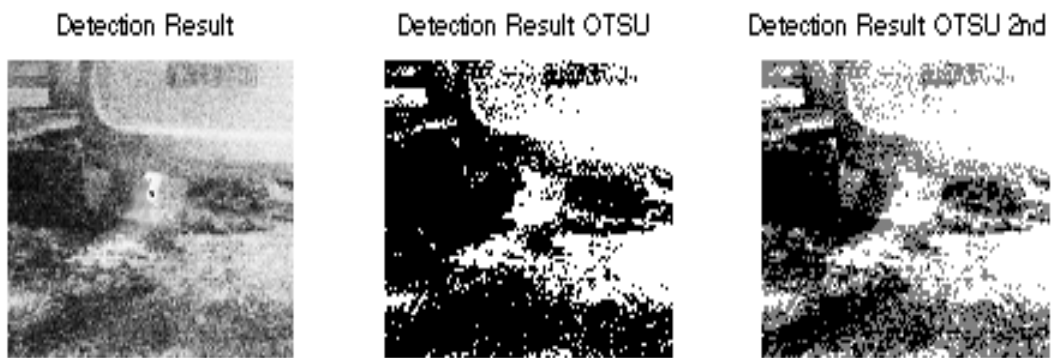 Detection Result
Detection Result OTSU
Detection Result OTSU 2nd